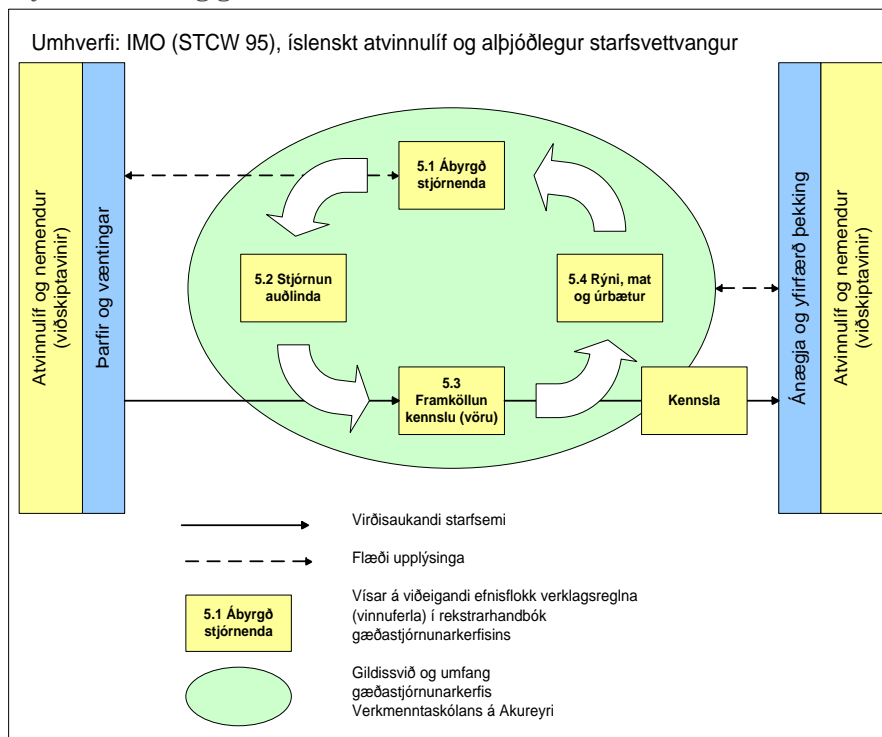 Umhverfi: IMO (STCW 95), íslenskt atvinnulíf og alþjóðlegur starfsvettvangur
Atvinnulíf og nemendur
(viðskiptavinir)
Þarfir og væntingar
5.1 Ábyrgð
stjórnenda
5.2 Stjórnun
auðlinda
5.4 Rýni, mat
og úrbætur
5.3
Framköllun
kennslu (vöru)
Kennsla
Ánægja og yfirfærð þekking
Atvinnulíf og nemendur
(viðskiptavinir)
Virðisaukandi starfsemi
Flæði upplýsinga
5.1 Ábyrgð
stjórnenda
Vísar á viðeigandi efnisflokk verklagsreglna
(vinnuferla) í rekstrarhandbók
gæðastjórnunarkerfisins
Gildissvið og umfang
gæðastjórnunarkerfis
Verkmenntaskólans á Akureyri